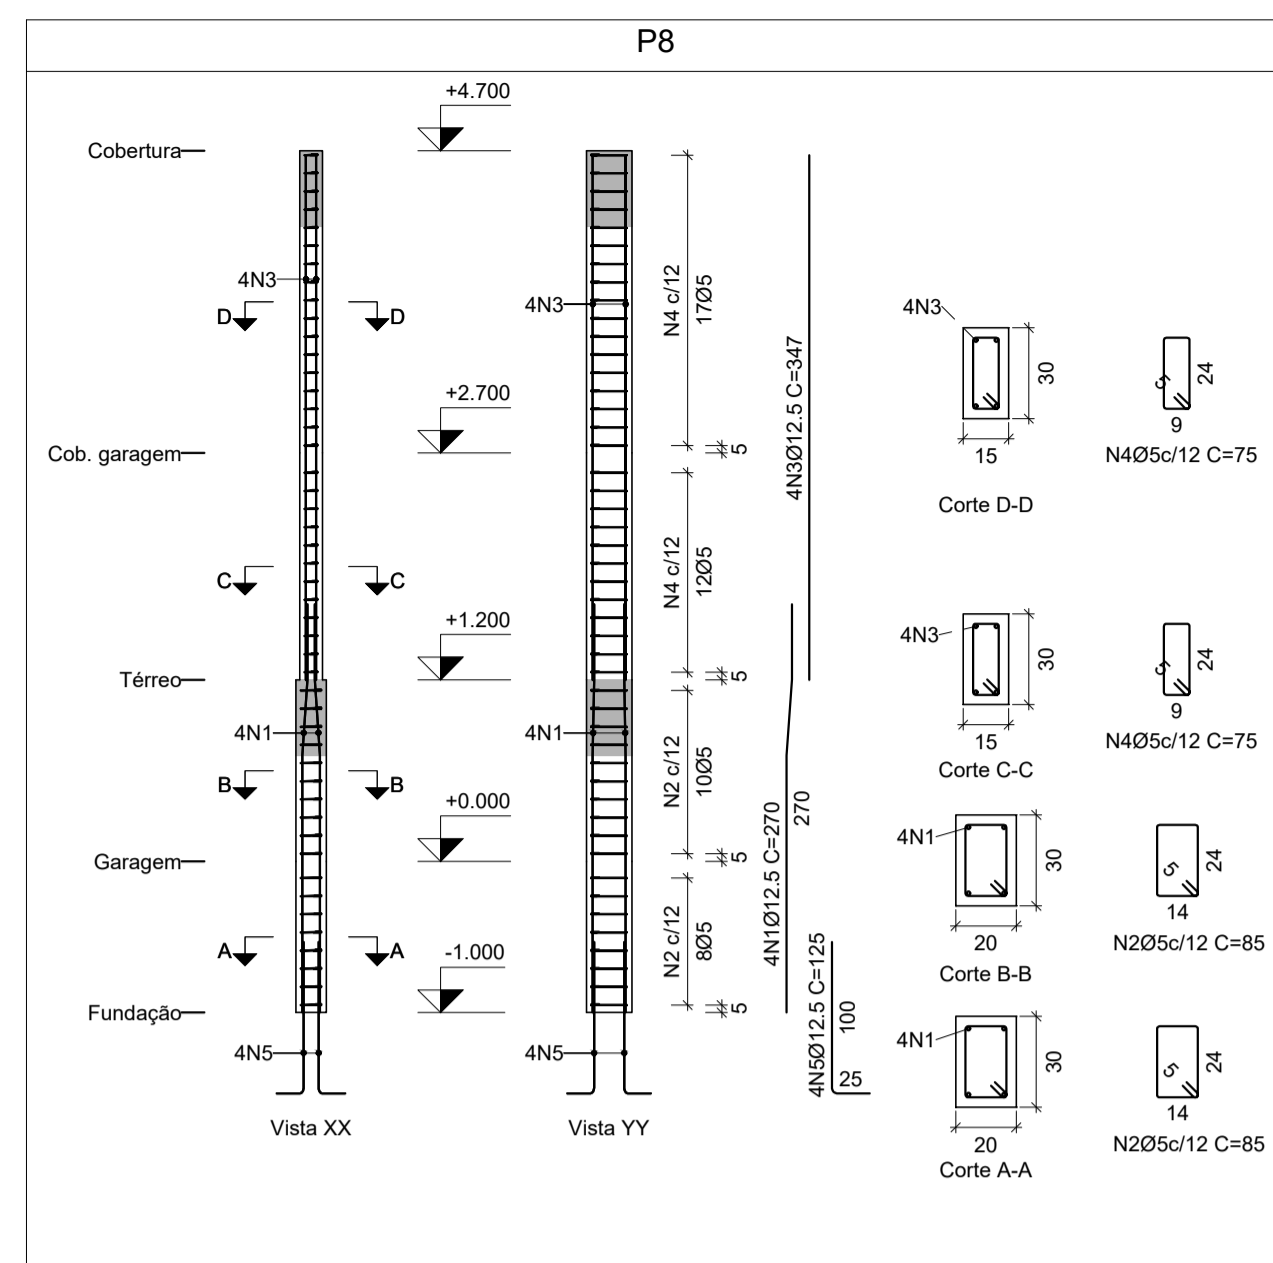 P8
+4.700
Cobertura
4N3
D
D
4N3
N4 c/12
17Ø5
+2.700
Cob. garagem
5
4N3Ø12.5 C=347
C
C
N4 c/12
12Ø5
+1.200
Térreo
5
4N1
4N1
B
B
N2 c/12
10Ø5
+0.000
Garagem
5
4N1Ø12.5 C=270
270
A
A
N2 c/12
8Ø5
-1.000
Fundação
5
4N5
4N5
4N5Ø12.5 C=125
100
25
Vista XX
Vista YY
4N3
30
15
5
24
9
N4Ø5c/12 C=75
Corte D-D
4N3
30
15
5
24
9
N4Ø5c/12 C=75
Corte C-C
4N1
30
20
5
24
14
N2Ø5c/12 C=85
Corte B-B
4N1
30
20
5
24
14
N2Ø5c/12 C=85
Corte A-A